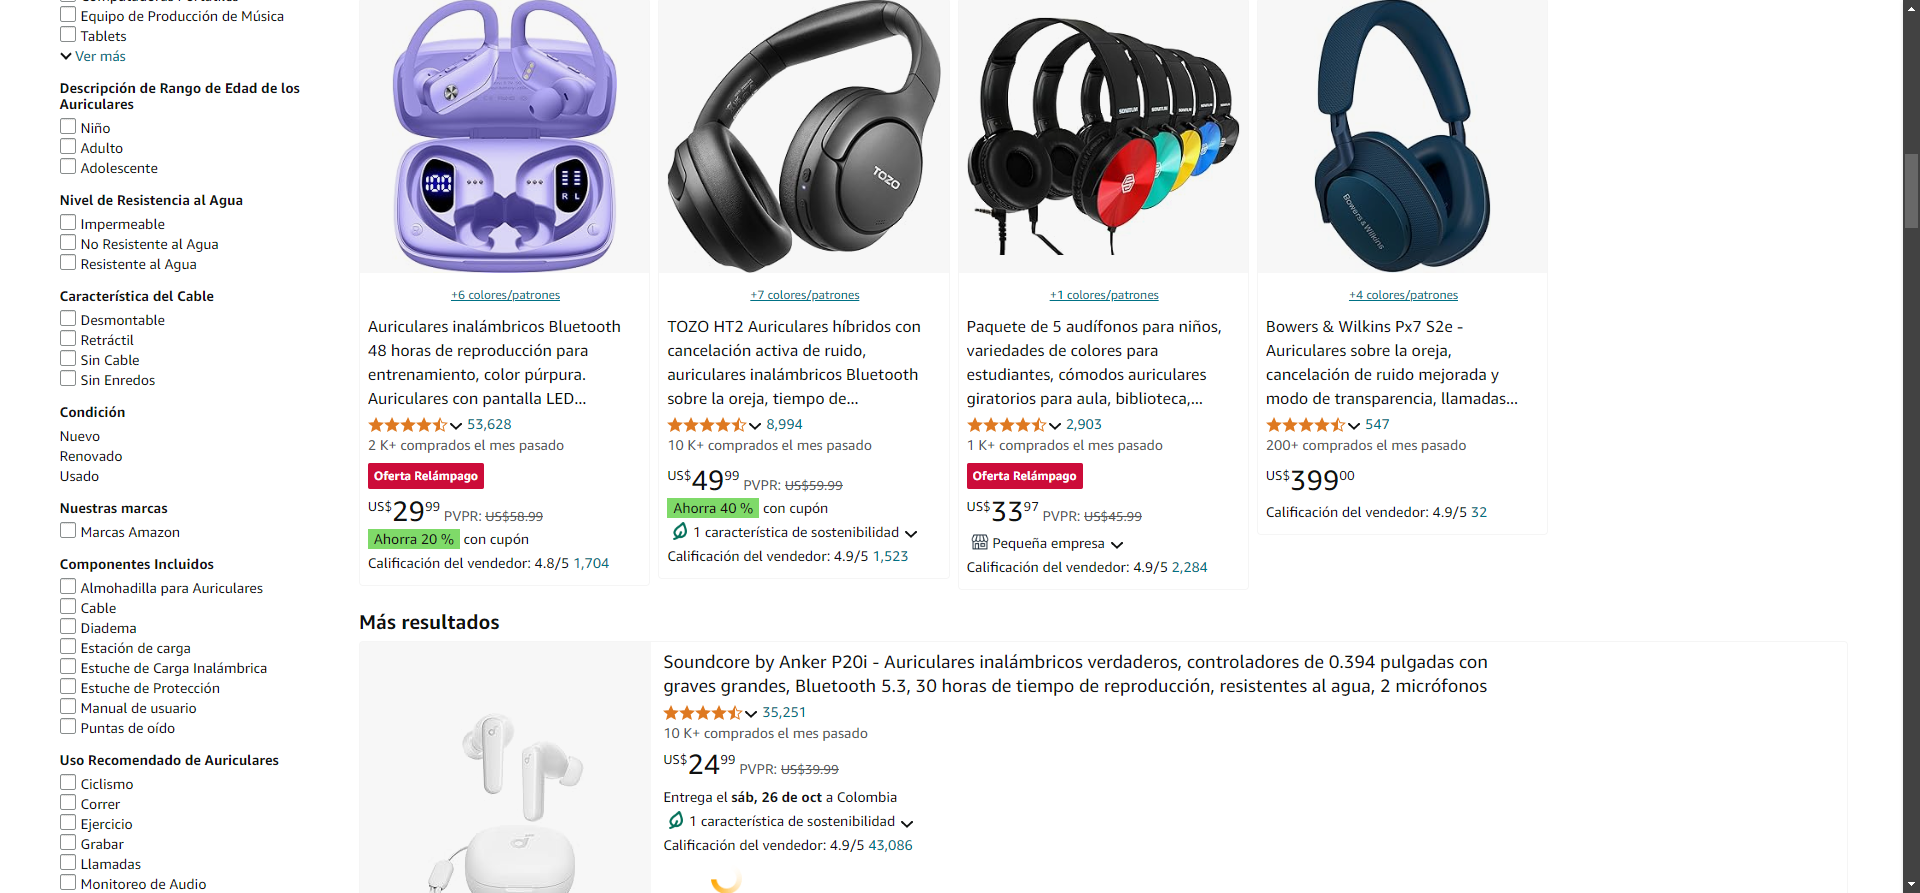 Equipo de Producción de Música
Tablets
Ver más
Descripción de Rango de Edad de los
Auriculares
Niño
Adulto
Adolescente
Nivel de Resistencia al Agua
Impermeable
No Resistente al Agua
Resistente al Agua
Característica del Cable
Desmontable
Retráctil
Sin Cable
Sin Enredos
Condición
Nuevo
Renovado
Usado
Nuestras marcas
Marcas Amazon
Componentes Incluidos
Almohadilla para Auriculares
Cable
Diadema
Estación de carga
Estuche de Carga Inalámbrica
Estuche de Protección
Manual de usuario
Puntas de oído
Uso Recomendado de Auriculares
Ciclismo
Correr
Ejercicio
Grabar
Llamadas
Monitoreo de Audio
100
R L
+6 colores/patrones
Auriculares inalámbricos Bluetooth
48 horas de reproducción para
entrenamiento, color púrpura.
Auriculares con pantalla LED...
53,628
2 K+ comprados el mes pasado
Oferta Relámpago
US$29.99 PVPR: US$58.99
Ahorra 20 % con cupón
Calificación del vendedor: 4.8/5 1,704
TOZO
+7 colores/patrones
TOZO HT2 Auriculares híbridos con
cancelación activa de ruido,
auriculares inalámbricos Bluetooth
sobre la oreja, tiempo de...
8,994
10 K+ comprados el mes pasado
US$49.99 PVPR: US$59.99
Ahorra 40 % con cupón
1 característica de sostenibilidad
Calificación del vendedor: 4.9/5 1,523
+1 colores/patrones
Paquete de 5 audífonos para niños,
variedades de colores para
estudiantes, cómodos auriculares
giratorios para aula, biblioteca,...
2,903
1 K+ comprados el mes pasado
Oferta Relámpago
US$33.97 PVPR: US$45.99
Pequeña empresa
Calificación del vendedor: 4.9/5 2,284
Bowers & Wilkins
+4 colores/patrones
Bowers & Wilkins Px7 S2e -
Auriculares sobre la oreja,
cancelación de ruido mejorada y
modo de transparencia, llamadas...
547
200+ comprados el mes pasado
US$399.00
Calificación del vendedor: 4.9/5 32
Más resultados
Soundcore by Anker P20i - Auriculares inalámbricos verdaderos, controladores de 0.394 pulgadas con
graves grandes, Bluetooth 5.3, 30 horas de tiempo de reproducción, resistentes al agua, 2 micrófonos
35,251
10 K+ comprados el mes pasado
US$24.99 PVPR: US$39.99
Entrega el sáb, 26 de oct a Colombia
1 característica de sostenibilidad
Calificación del vendedor: 4.9/5 43,086